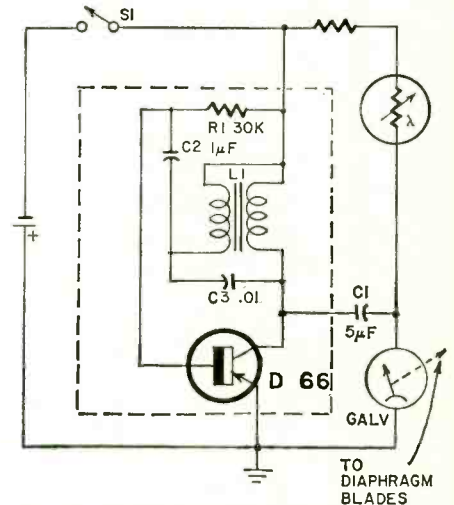 S1
R1 30K
C2 1µF
L1
C3 .01
C1
5µF
D 66
GALV
TO
DIAPHRAGM
BLADES
+
λ